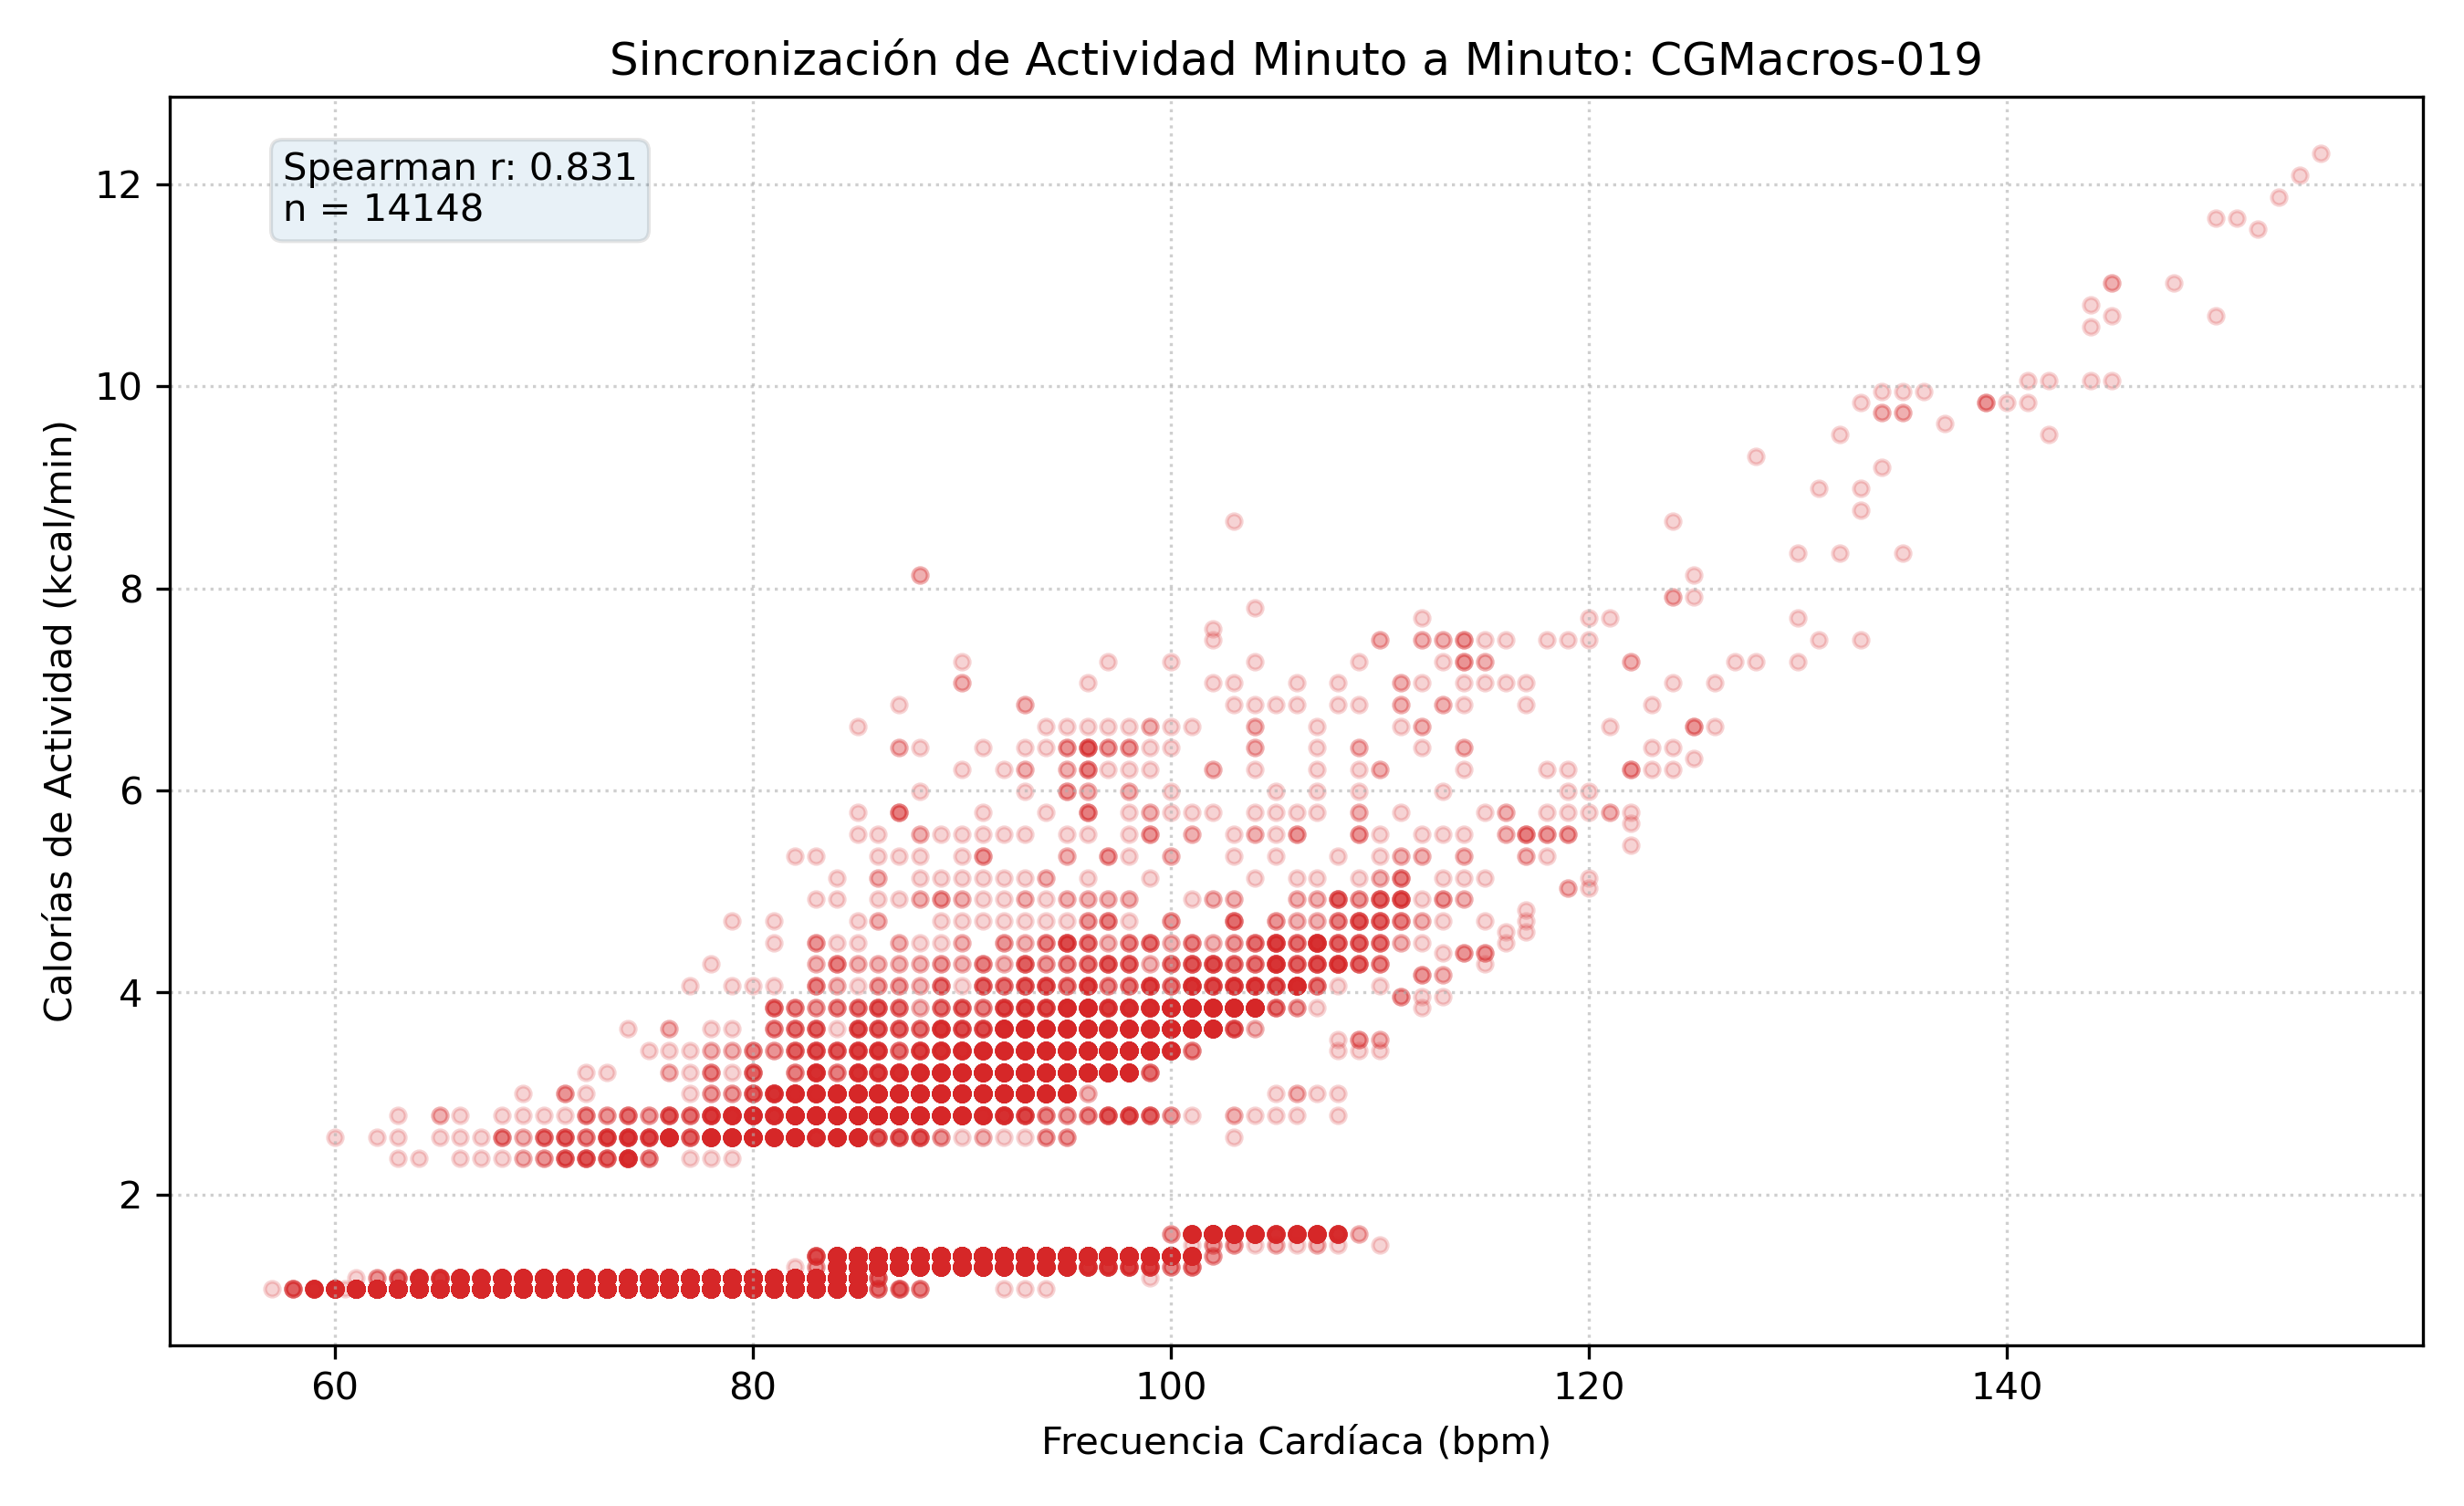 Sincronización de Actividad Minuto a Minuto: CGMacros-019
Spearman r: 0.831
n = 14148
Calorías de Actividad (kcal/min)
12
10
8
6
4
2
60 80 100 120 140
Frecuencia Cardíaca (bpm)